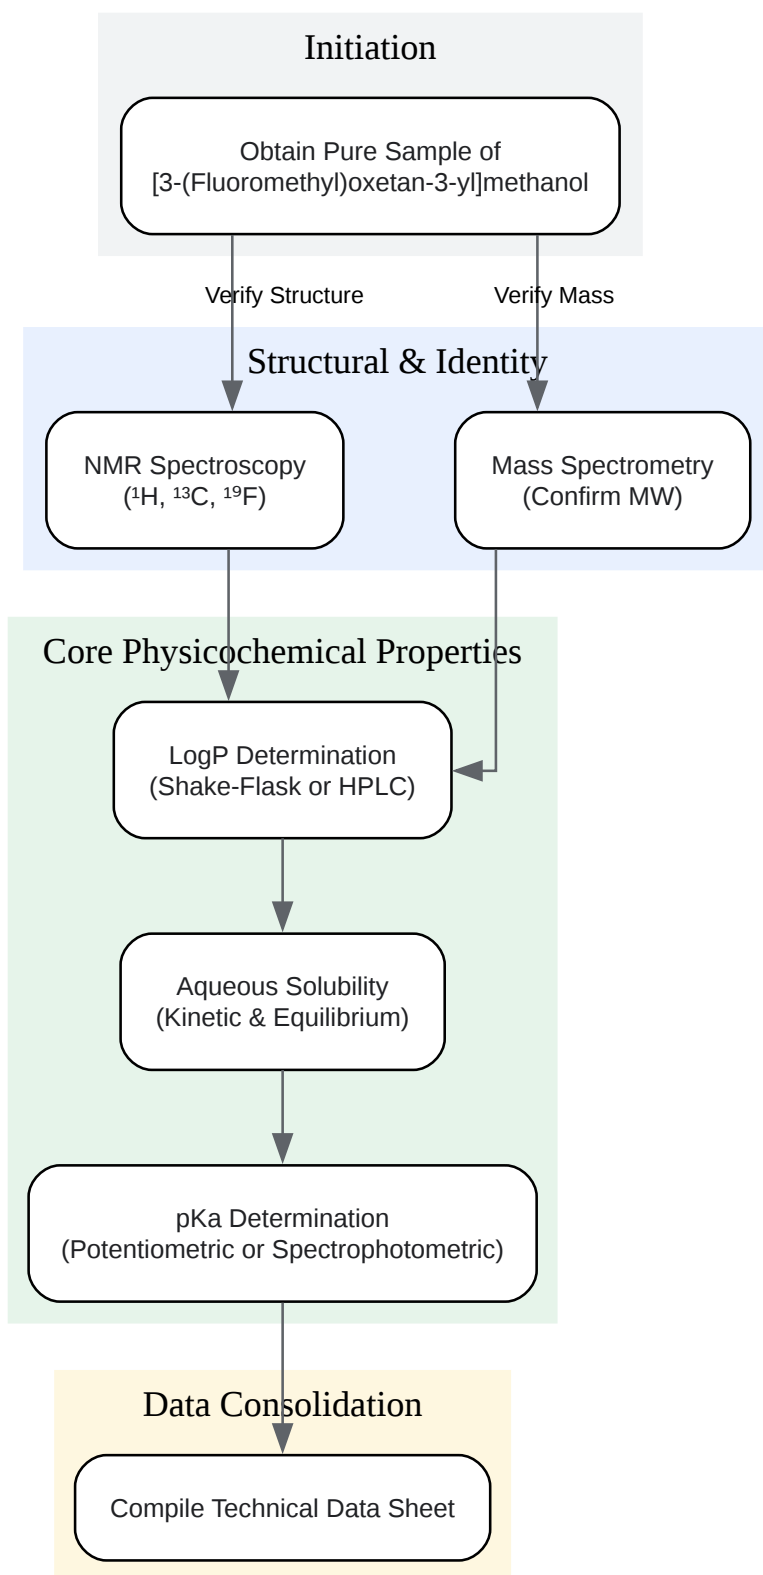 Initiation
Obtain Pure Sample of
[3-(Fluoromethyl)oxetan-3-yl]methanol
Verify Structure
Verify Mass
Structural & Identity
NMR Spectroscopy
(¹H, ¹³C, ¹⁹F)
Mass Spectrometry
(Confirm MW)
Core Physicochemical Properties
LogP Determination
(Shake-Flask or HPLC)
Aqueous Solubility
(Kinetic & Equilibrium)
pKa Determination
(Potentiometric or Spectrophotometric)
Data Consolidation
Compile Technical Data Sheet